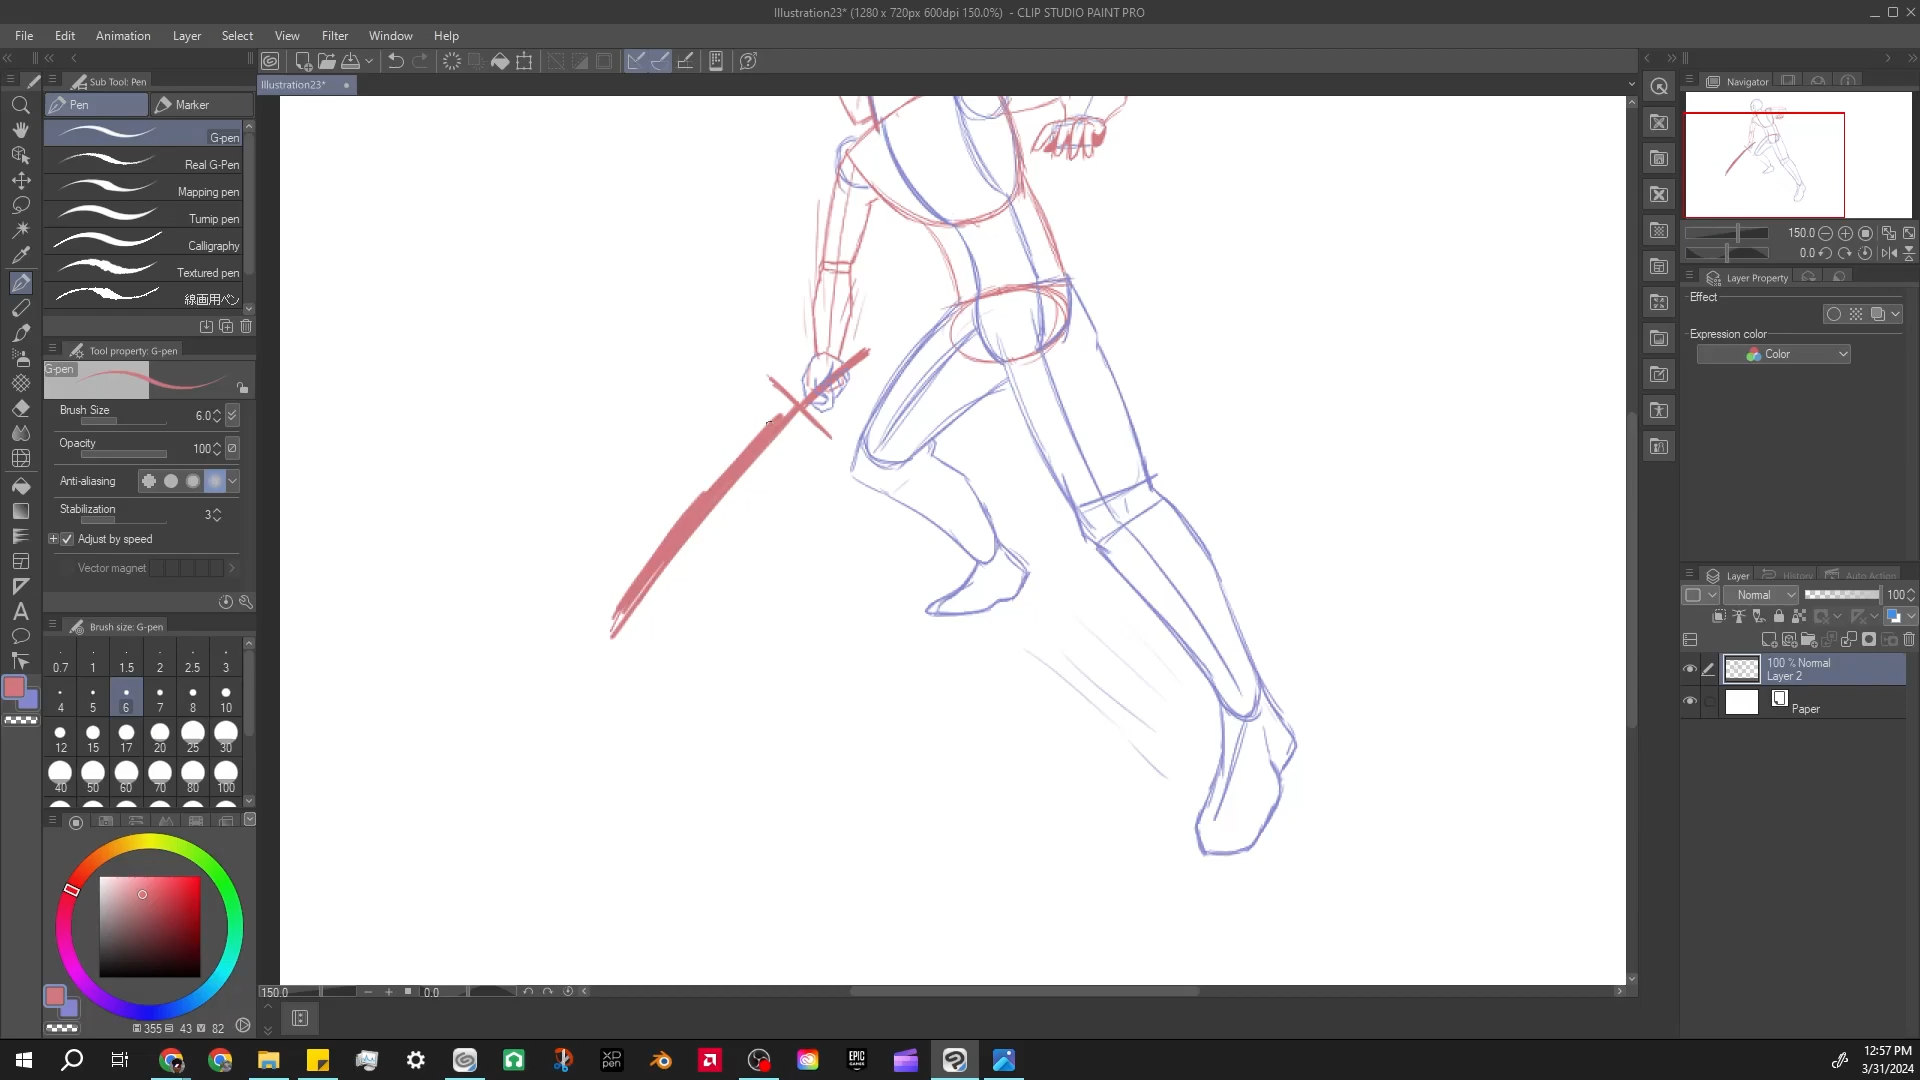 Illustration23* (1280 x 720px 600dpi 150.0%) - CLIP STUDIO PAINT PRO
File Edit Animation Layer Select View Filter Window Help
Sub Tool: Pen
Illustration23*
Navigator
Pen Marker
G-pen
Real G-Pen
Mapping pen
Turnip pen
Calligraphy
Textured pen
線画用ペン
150.0
0.0
Layer Property
Effect
Expression color
Color
Tool property: G-pen
G-pen
Brush Size 6.0
Opacity 100
Anti-aliasing
Stabilization 3
Adjust by speed
Vector magnet
Layer History Auto Action
Normal 100
100 % Normal
Layer 2
Paper
Brush size: G-pen
0.7 1 1.5 2 2.5 3
4 5 6 7 8 10
12 15 17 20 25 30
40 50 60 70 80 100
H 355 S 43 V 82
150.0 0.0
A
XP
pen
EPIC
GAMES
12:57 PM
3/31/2024